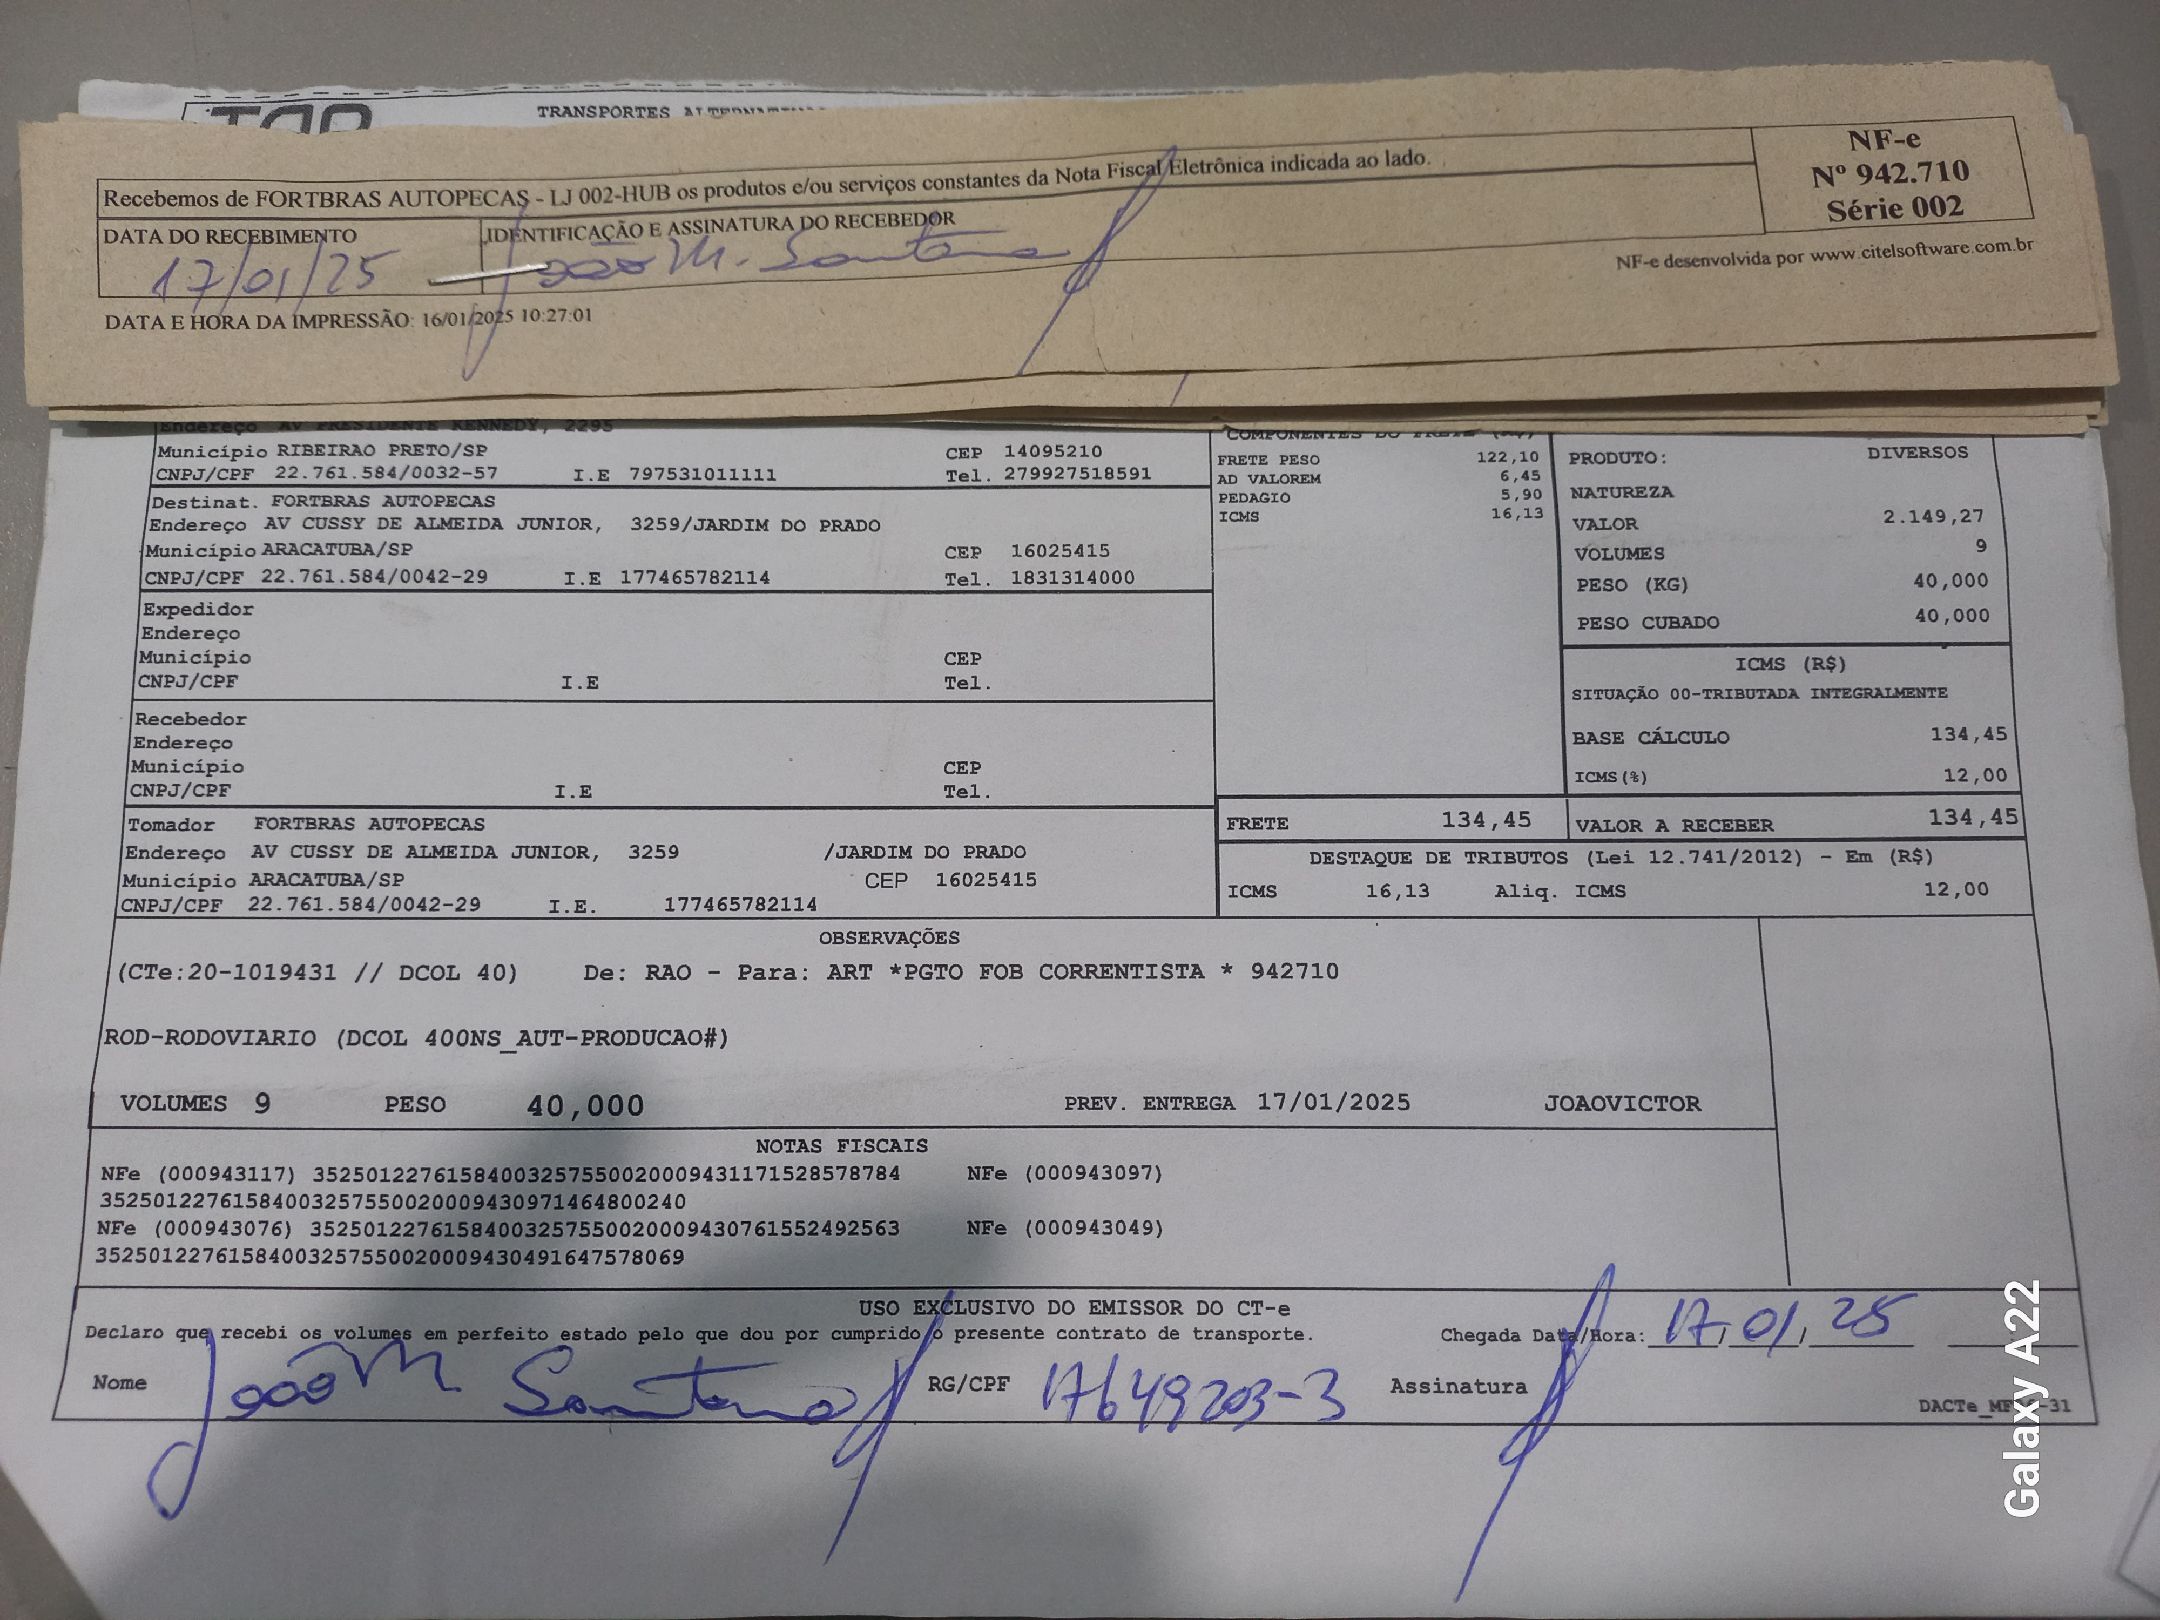 TRANSPORTES
Recebemos de FORTBRAS AUTOPECAS - LJ 002-HUB os produtos e/ou serviços constantes da Nota Fiscal Eletrônica indicada ao lado.
NF-e
Nº 942.710
Série 002
DATA DO RECEBIMENTO
17/01/25
IDENTIFICAÇÃO E ASSINATURA DO RECEBEDOR
João M. Santana
NF-e desenvolvida por www.citelsoftware.com.br
DATA E HORA DA IMPRESSÃO: 16/01/2025 10:27:01
Endereço AV PRESIDENTE KENNEDY, 2295
Município RIBEIRAO PRETO/SP CEP 14095210
CNPJ/CPF 22.761.584/0032-57 I.E 797531011111 Tel. 279927518591
Destinat. FORTBRAS AUTOPECAS
Endereço AV CUSSY DE ALMEIDA JUNIOR, 3259/JARDIM DO PRADO
Município ARACATUBA/SP CEP 16025415
CNPJ/CPF 22.761.584/0042-29 I.E 177465782114 Tel. 1831314000
Expedidor
Endereço
Município CEP
CNPJ/CPF I.E Tel.
Recebedor
Endereço
Município CEP
CNPJ/CPF I.E Tel.
Tomador FORTBRAS AUTOPECAS
Endereço AV CUSSY DE ALMEIDA JUNIOR, 3259 /JARDIM DO PRADO
Município ARACATUBA/SP CEP 16025415
CNPJ/CPF 22.761.584/0042-29 I.E. 177465782114
COMPONENTES DO FRETE (R$)
FRETE PESO 122,10
AD VALOREM 6,45
PEDAGIO 5,90
ICMS 16,13
PRODUTO: DIVERSOS
NATUREZA
VALOR 2.149,27
VOLUMES 9
PESO (KG) 40,000
PESO CUBADO 40,000
ICMS (R$)
SITUAÇÃO 00-TRIBUTADA INTEGRALMENTE
BASE CÁLCULO 134,45
ICMS(%) 12,00
FRETE 134,45 VALOR A RECEBER 134,45
DESTAQUE DE TRIBUTOS (Lei 12.741/2012) - Em (R$)
ICMS 16,13 Aliq. ICMS 12,00
OBSERVAÇÕES
(CTe:20-1019431 // DCOL 40) De: RAO - Para: ART *PGTO FOB CORRENTISTA * 942710
ROD-RODOVIARIO (DCOL 400NS_AUT-PRODUCAO#)
VOLUMES 9 PESO 40,000 PREV. ENTREGA 17/01/2025 JOAOVICTOR
NOTAS FISCAIS
NFe (000943117) 35250122761584003257550020009431171528578784 NFe (000943097)
35250122761584003257550020009430971464800240
NFe (000943076) 35250122761584003257550020009430761552492563 NFe (000943049)
35250122761584003257550020009430491647578069
USO EXCLUSIVO DO EMISSOR DO CT-e
Declaro que recebi os volumes em perfeito estado pelo que dou por cumprido o presente contrato de transporte. Chegada Data/Hora: 17/01/25
Nome João M Santana RG/CPF 17649203-3 Assinatura
Galaxy A22